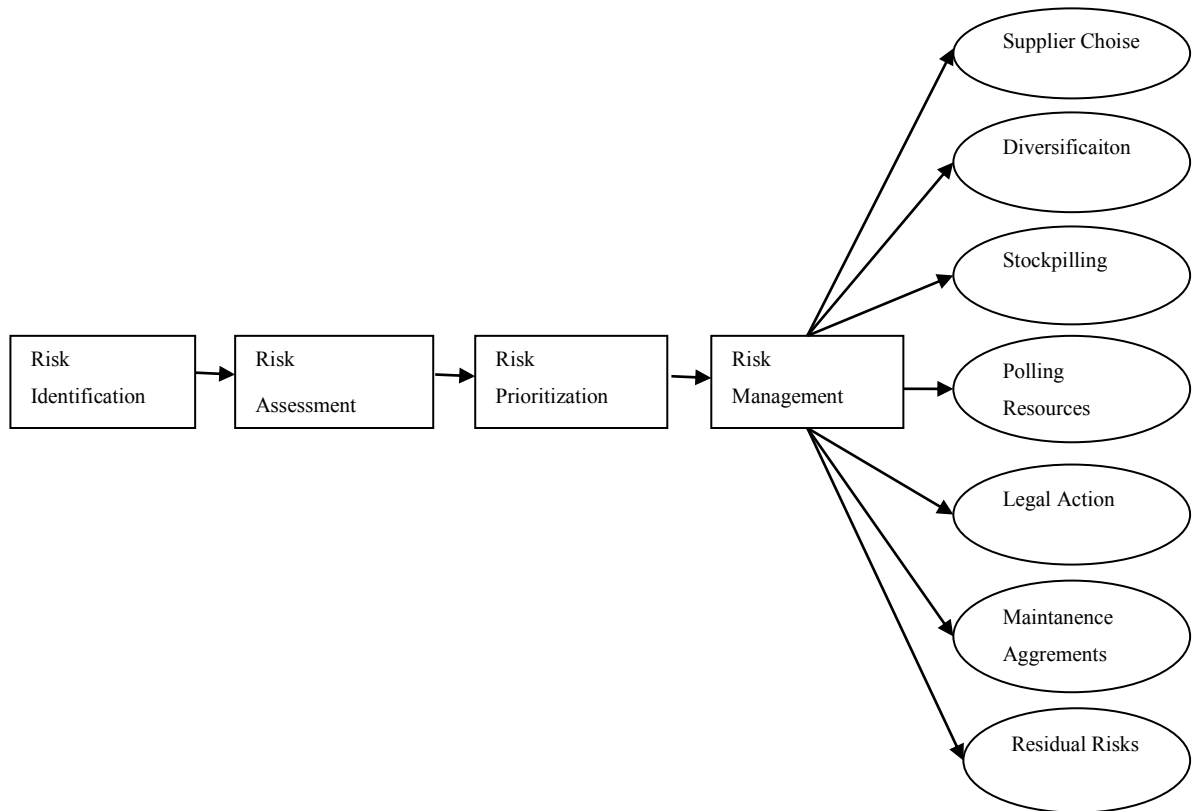 Supplier Choise
Diversificaiton
Stockpilling
Risk
Identification
Risk
Assessment
Risk
Prioritization
Risk
Management
Polling
Resources
Legal Action
Maintanence
Aggrements
Residual Risks